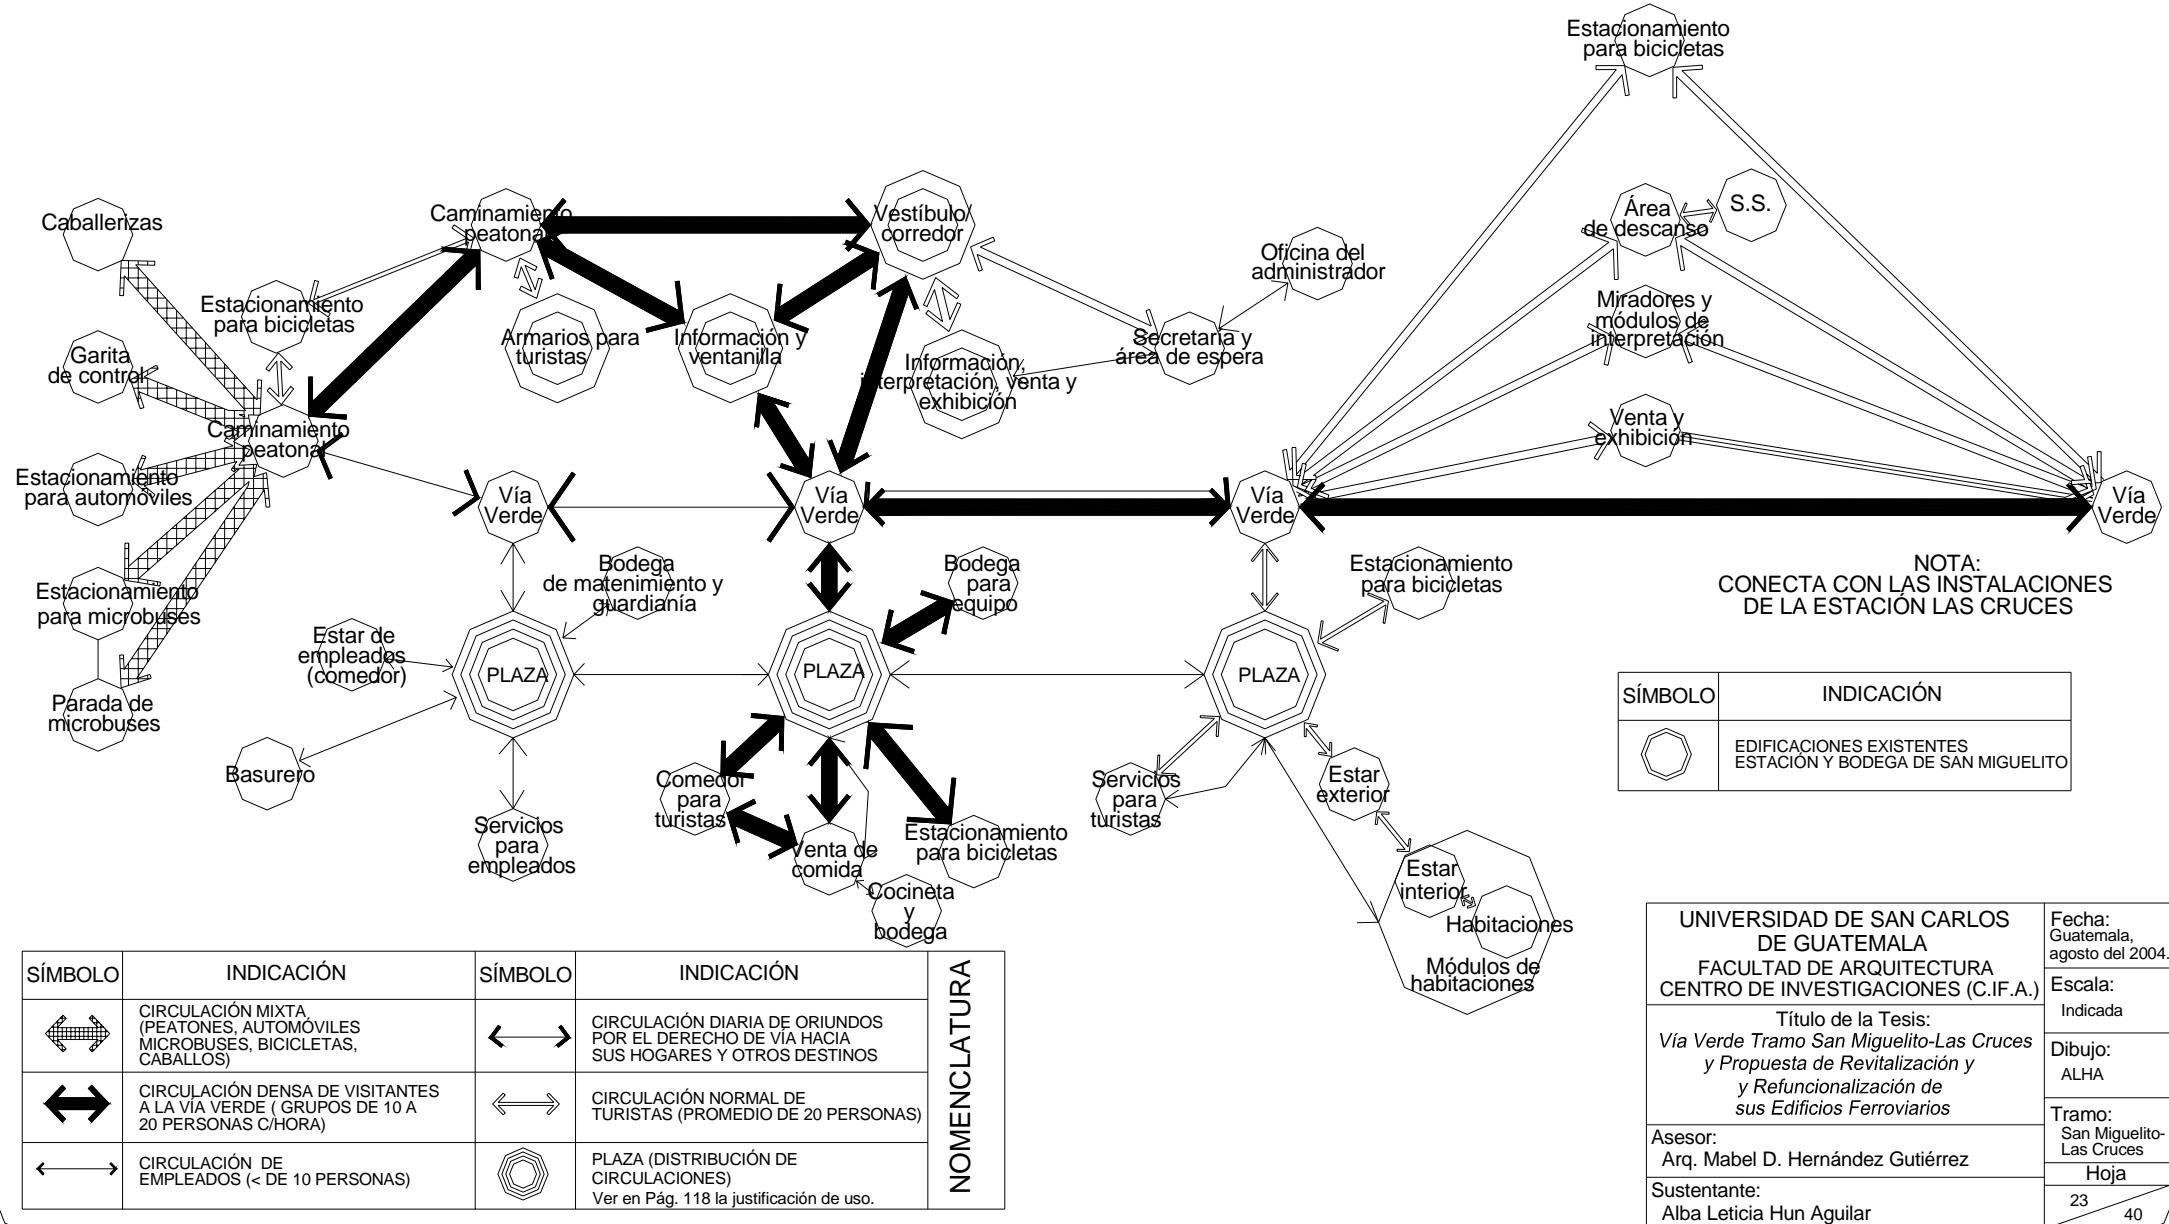 Estacionamiento
para bicicletas
Caballerizas
Caminamiento
peatonal
Vestíbulo/
corredor
Área
de descanso
S.S.
Oficina del
administrador
Estacionamiento
para bicicletas
Armarios para
turistas
Información y
ventanilla
Información,
interpretación, venta y
exhibición
Secretaría y
área de espera
Miradores y
módulos de
interpretación
Garita
de control
Caminamiento
peatonal
Venta y
exhibición
Estacionamiento
para automóviles
Vía
Verde
Vía
Verde
Vía
Verde
Vía
Verde
Estacionamiento
para microbuses
Bodega
de matenimiento y
guardianía
Bodega
para
equipo
Estacionamiento
para bicicletas
NOTA:
CONECTA CON LAS INSTALACIONES
DE LA ESTACIÓN LAS CRUCES
Estar de
empleados
(comedor)
PLAZA
PLAZA
PLAZA
Parada de
microbuses
Basurero
Servicios
para
empleados
Comedor
para
turistas
Venta de
comida
Estacionamiento
para bicicletas
Cocineta
y
bodega
Servicios
para
turistas
Estar
exterior
Estar
interior
Habitaciones
Módulos de
habitaciones
SÍMBOLO INDICACIÓN
EDIFICACIONES EXISTENTES
ESTACIÓN Y BODEGA DE SAN MIGUELITO
SÍMBOLO INDICACIÓN SÍMBOLO INDICACIÓN
NOMENCLATURA
CIRCULACIÓN MIXTA
(PEATONES, AUTOMÓVILES
MICROBUSES, BICICLETAS,
CABALLOS)
CIRCULACIÓN DIARIA DE ORIUNDOS
POR EL DERECHO DE VÍA HACIA
SUS HOGARES Y OTROS DESTINOS
CIRCULACIÓN DENSA DE VISITANTES
A LA VÍA VERDE ( GRUPOS DE 10 A
20 PERSONAS C/HORA)
CIRCULACIÓN NORMAL DE
TURISTAS (PROMEDIO DE 20 PERSONAS)
CIRCULACIÓN DE
EMPLEADOS (< DE 10 PERSONAS)
PLAZA (DISTRIBUCIÓN DE
CIRCULACIONES)
Ver en Pág. 118 la justificación de uso.
UNIVERSIDAD DE SAN CARLOS
DE GUATEMALA
FACULTAD DE ARQUITECTURA
CENTRO DE INVESTIGACIONES (C.IF.A.)
Título de la Tesis:
Vía Verde Tramo San Miguelito-Las Cruces
y Propuesta de Revitalización y
y Refuncionalización de
sus Edificios Ferroviarios
Asesor:
Arq. Mabel D. Hernández Gutiérrez
Sustentante:
Alba Leticia Hun Aguilar
Fecha:
Guatemala,
agosto del 2004.
Escala:
Indicada
Dibujo:
ALHA
Tramo:
San Miguelito-
Las Cruces
Hoja
23
40